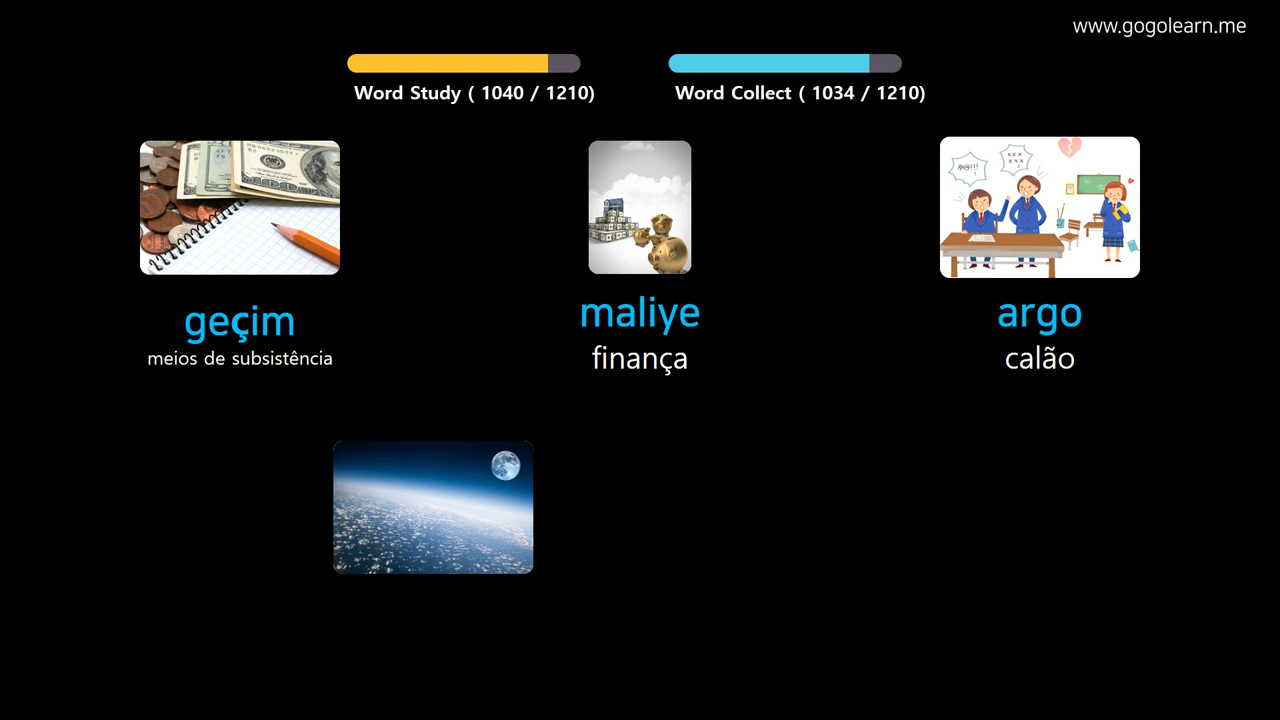 www.gogolearn.me
Word Study ( 1040 / 1210)
Word Collect ( 1034 / 1210)
geçim
meios de subsistência
maliye
finança
argo
calão